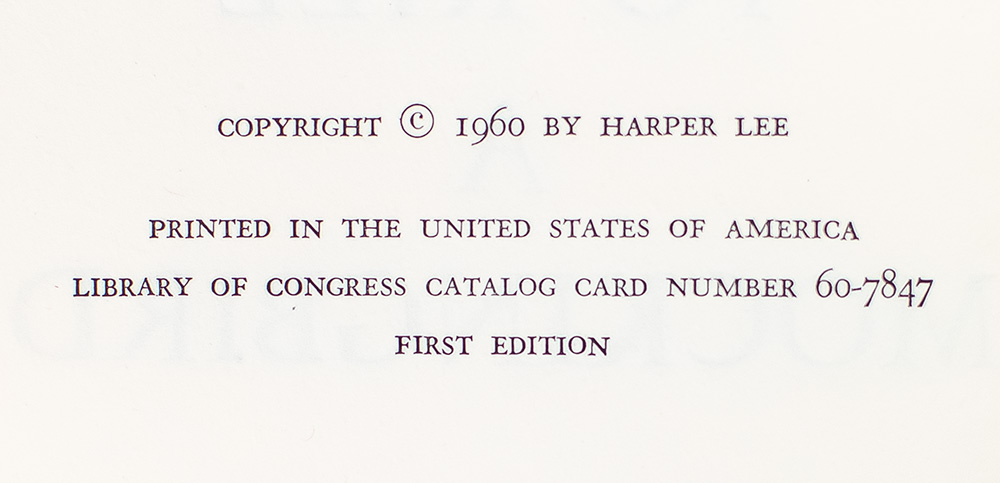 COPYRIGHT © 1960 BY HARPER LEE
PRINTED IN THE UNITED STATES OF AMERICA
LIBRARY OF CONGRESS CATALOG CARD NUMBER 60-7847
FIRST EDITION